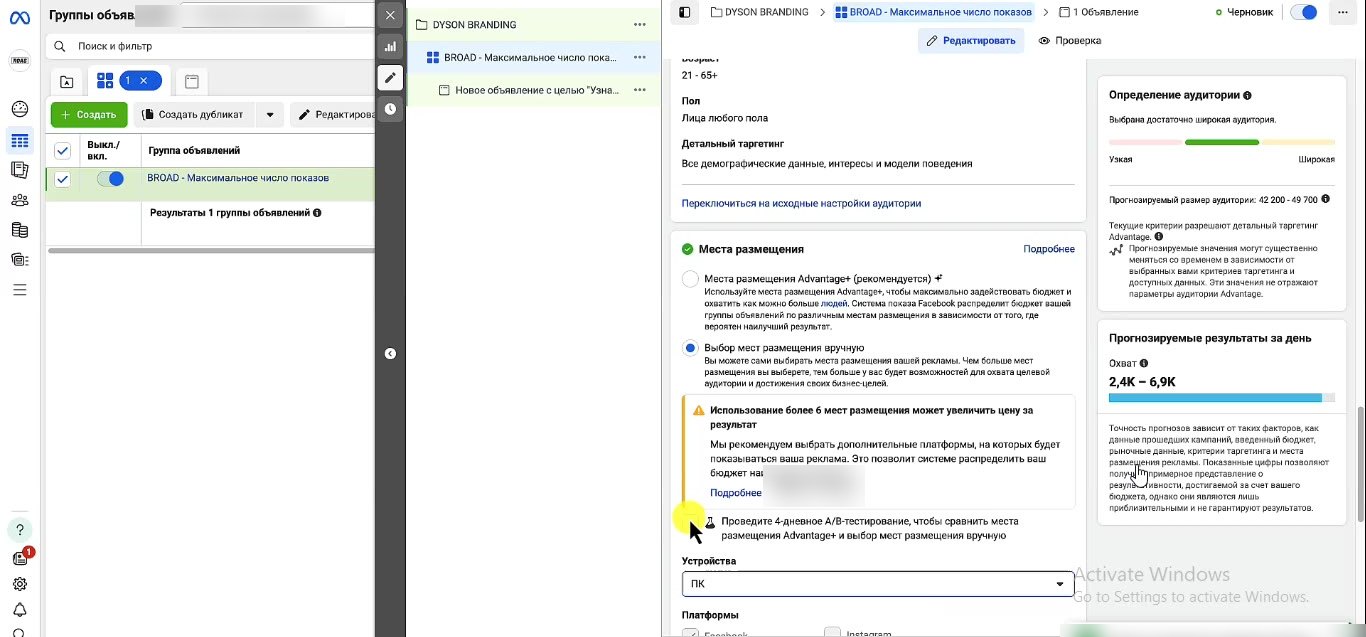 Группы объявл
Поиск и фильтр
1 ×
+ Создать
Создать дубликат
Редактирова
Выкл./
вкл.
Группа объявлений
BROAD - Максимальное число показов
Результаты 1 группы объявлений
1
DYSON BRANDING
BROAD - Максимальное число пока...
Новое объявление с целью "Узна...
DYSON BRANDING
BROAD - Максимальное число показов
1 Объявление
Черновик
Редактировать
Проверка
Возраст
21 - 65+
Пол
Лица любого пола
Детальный таргетинг
Все демографические данные, интересы и модели поведения
Переключиться на исходные настройки аудитории
Места размещения
Подробнее
Места размещения Advantage+ (рекомендуется)
Используйте места размещения Advantage+, чтобы максимально задействовать бюджет и
охватить как можно больше людей. Система показа Facebook распределит бюджет вашей
группы объявлений по различным местам размещения в зависимости от того, где
вероятен наилучший результат.
Выбор мест размещения вручную
Вы можете сами выбирать места размещения вашей рекламы. Чем больше мест
размещения вы выберете, тем больше у вас будет возможностей для охвата целевой
аудитории и достижения своих бизнес-целей.
Использование более 6 мест размещения может увеличить цену за
результат
Мы рекомендуем выбрать дополнительные платформы, на которых будет
показываться ваша реклама. Это позволит системе распределить ваш
бюджет наи
Подробнее
Проведите 4-дневное A/B-тестирование, чтобы сравнить места
размещения Advantage+ и выбор мест размещения вручную
Устройства
ПК
Платформы
Facebook
Instagram
Определение аудитории
Выбрана достаточно широкая аудитория.
Узкая
Широкая
Прогнозируемый размер аудитории: 42 200 - 49 700
Текущие критерии разрешают детальный таргетинг
Advantage.
Прогнозируемые значения могут существенно
меняться со временем в зависимости от
выбранных вами критериев таргетинга и
доступных данных. Эти значения не отражают
параметры аудитории Advantage.
Прогнозируемые результаты за день
Охват
2,4K – 6,9K
Точность прогнозов зависит от таких факторов, как
данные прошедших кампаний, введенный бюджет,
рыночные данные, критерии таргетинга и места
размещения рекламы. Показанные цифры позволяют
получ примерное представление о
результативности, достигаемой за счет вашего
бюджета, однако они являются лишь
приблизительными и не гарантируют результатов.
Activate Windows
Go to Settings to activate Windows.